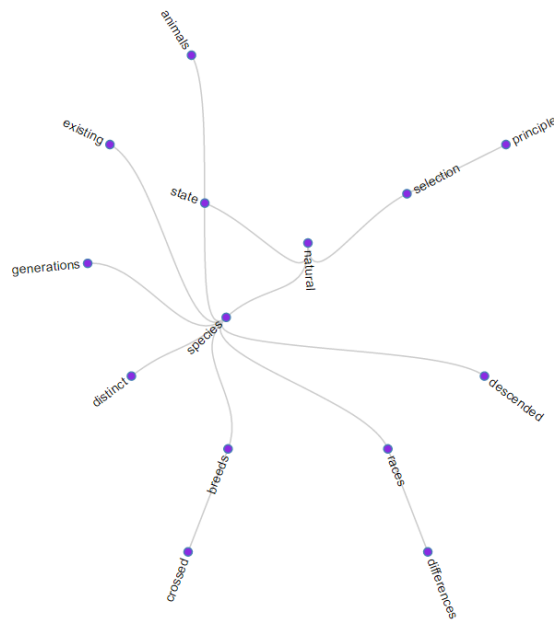 animals
existing
principle
selection
state
natural
generations
species
distinct
descended
breeds
races
crossed
differences